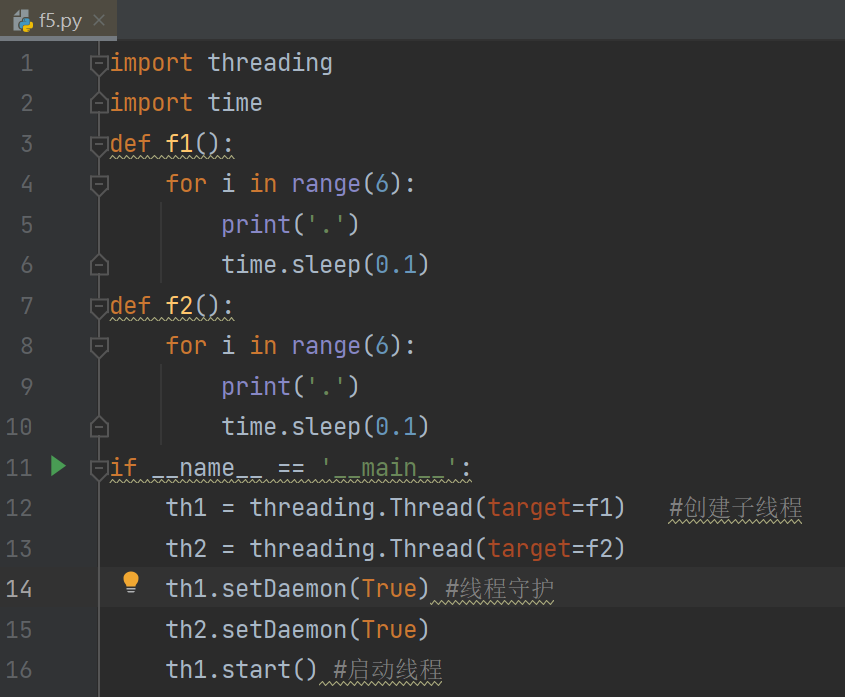 f5.py
1 import threading
2 import time
3 def f1():
4     for i in range(6):
5         print('.')
6         time.sleep(0.1)
7 def f2():
8     for i in range(6):
9         print('.')
10         time.sleep(0.1)
11 if __name__ == '__main__':
12     th1 = threading.Thread(target=f1)   #创建子线程
13     th2 = threading.Thread(target=f2)
14     th1.setDaemon(True) #线程守护
15     th2.setDaemon(True)
16     th1.start() #启动线程